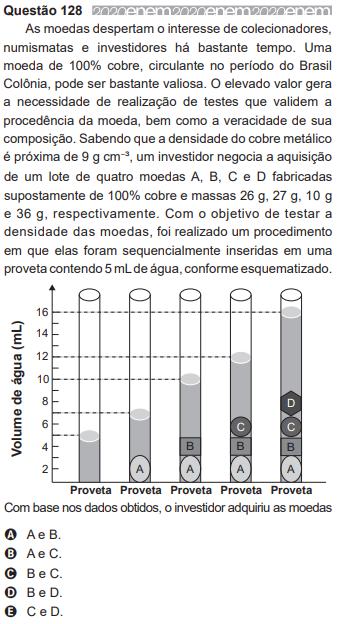 Questão 128 2020enem2020enem2020enem
As moedas despertam o interesse de colecionadores,
numismatas e investidores há bastante tempo. Uma
moeda de 100% cobre, circulante no período do Brasil
Colônia, pode ser bastante valiosa. O elevado valor gera
a necessidade de realização de testes que validem a
procedência da moeda, bem como a veracidade de sua
composição. Sabendo que a densidade do cobre metálico
é próxima de 9 g cm⁻³, um investidor negocia a aquisição
de um lote de quatro moedas A, B, C e D fabricadas
supostamente de 100% cobre e massas 26 g, 27 g, 10 g
e 36 g, respectivamente. Com o objetivo de testar a
densidade das moedas, foi realizado um procedimento
em que elas foram sequencialmente inseridas em uma
proveta contendo 5 mL de água, conforme esquematizado.
Volume de água (mL)
16
14
12
10
8
6
4
2
D
C C
B B B
A A A A
Proveta Proveta Proveta Proveta Proveta
Com base nos dados obtidos, o investidor adquiriu as moedas
A A e B.
B A e C.
C B e C.
D B e D.
E C e D.